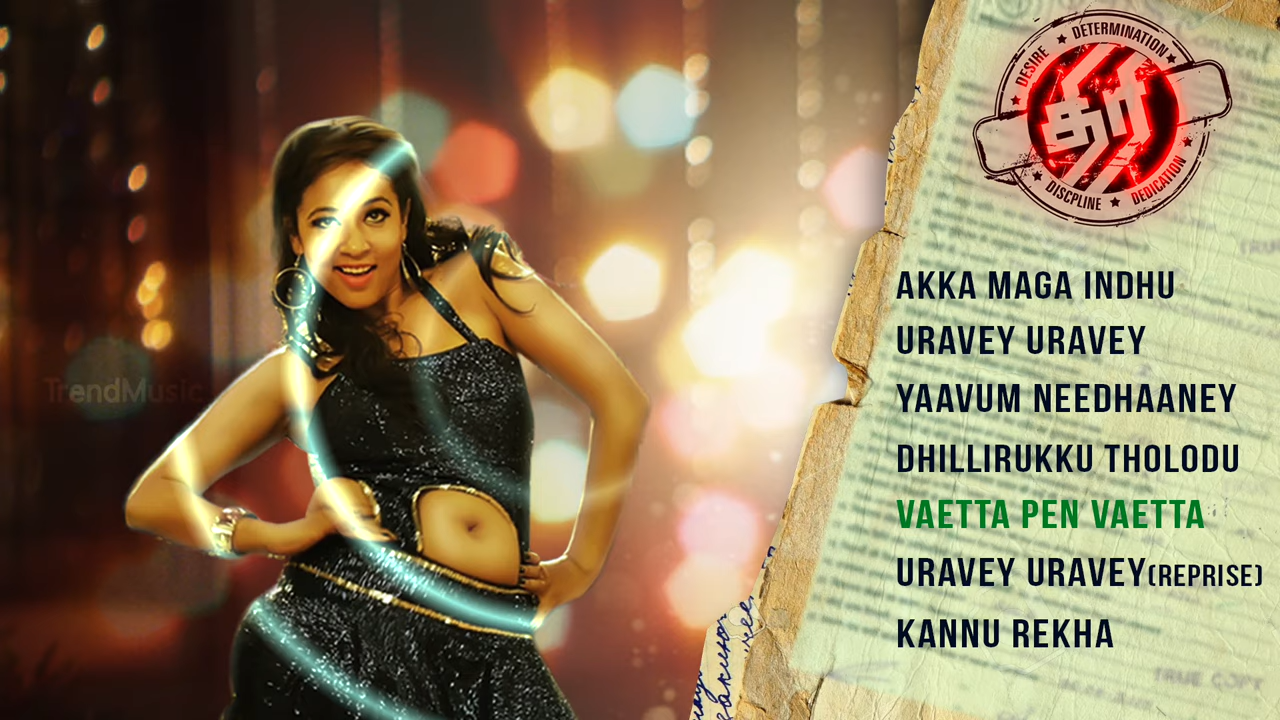 DESIRE ★ DETERMINATION ★
★ DISCPLINE ★ DEDICATION ★
AKKA MAGA INDHU
URAVEY URAVEY
TrendMusic
YAAVUM NEEDHAANEY
DHILLIRUKKU THOLODU
VAETTA PEN VAETTA
URAVEY URAVEY(REPRISE)
KANNU REKHA
TRUE COPY